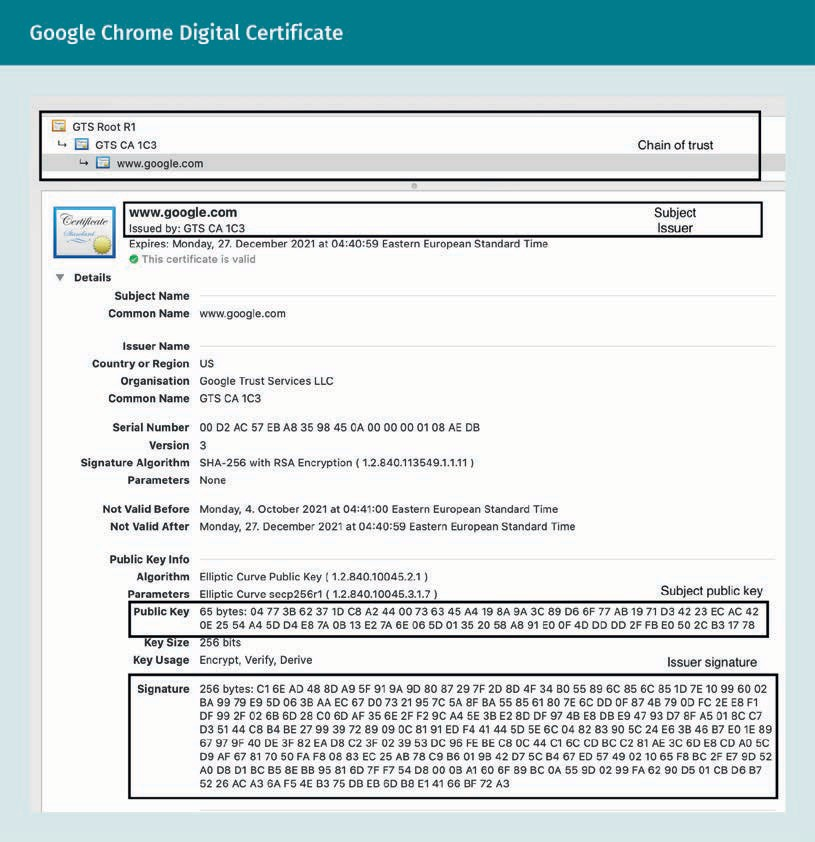 Google Chrome Digital Certificate
GTS Root R1
GTS CA 1C3
Chain of trust
www.google.com
Certificate
Standard
www.google.com
Subject
Issued by: GTS CA 1C3
Issuer
Expires: Monday, 27. December 2021 at 04:40:59 Eastern European Standard Time
This certificate is valid
Details
Subject Name
Common Name www.google.com
Issuer Name
Country or Region US
Organisation Google Trust Services LLC
Common Name GTS CA 1C3
Serial Number 00 D2 AC 57 EB A8 35 98 45 0A 00 00 00 01 08 AE DB
Version 3
Signature Algorithm SHA-256 with RSA Encryption ( 1.2.840.113549.1.1.11 )
Parameters None
Not Valid Before Monday, 4. October 2021 at 04:41:00 Eastern European Standard Time
Not Valid After Monday, 27. December 2021 at 04:40:59 Eastern European Standard Time
Public Key Info
Algorithm Elliptic Curve Public Key ( 1.2.840.10045.2.1 )
Parameters Elliptic Curve secp256r1 ( 1.2.840.10045.3.1.7 )
Subject public key
Public Key 65 bytes: 04 77 3B 62 37 1D C8 A2 44 00 73 63 45 A4 19 8A 9A 3C 89 D6 6F 77 AB 19 71 D3 42 23 EC AC 42
0E 25 54 A4 5D D4 E8 7A 0B 13 E2 7A 6E 06 5D 01 35 20 58 A8 91 E0 0F 4D DD DD 2F FB E0 50 2C B3 17 78
Key Size 256 bits
Key Usage Encrypt, Verify, Derive
Issuer signature
Signature 256 bytes: C1 6E AD 48 8D A9 5F 91 9A 9D 80 87 29 7F 2D 8D 4F 34 B0 55 89 6C 85 6C 85 1D 7E 10 99 60 02
BA 99 79 E9 5D 06 3B AA EC 67 D0 73 21 95 7C 5A 8F BA 55 85 61 80 7E 6C DD 0F 87 4B 79 0D FC 2E E8 F1
DF 99 2F 02 6B 6D 28 C0 6D AF 35 6E 2F F2 9C A4 5E 3B E2 8D DF 97 4B E8 DB E9 47 93 D7 8F A5 01 8C C7
D3 51 44 C8 B4 BE 27 99 39 72 89 09 0C 81 91 ED F4 41 44 5D 5E 6C 04 82 83 90 5C 24 E6 3B 46 B7 E0 1E 89
67 97 9F 40 DE 3F 82 EA D8 C2 3F 02 39 53 DC 96 FE BE C8 0C 44 C1 6C CD BC C2 81 AE 3C 6D E8 CD A0 5C
D9 AF 67 81 70 50 FA F8 08 83 EC 25 AB 78 C9 B6 01 9B 42 D7 5C B4 67 ED 57 49 02 10 65 F8 BC 2F E7 9D 52
A0 D8 D1 BC B5 8E BB 95 81 6D 7F F7 54 D8 00 0B A1 60 6F 89 BC 0A 55 9D 02 99 FA 62 90 D5 01 CB D6 B7
52 26 AC A3 6A F5 4E B3 75 DB EB 6D B8 E1 41 66 BF 72 A3